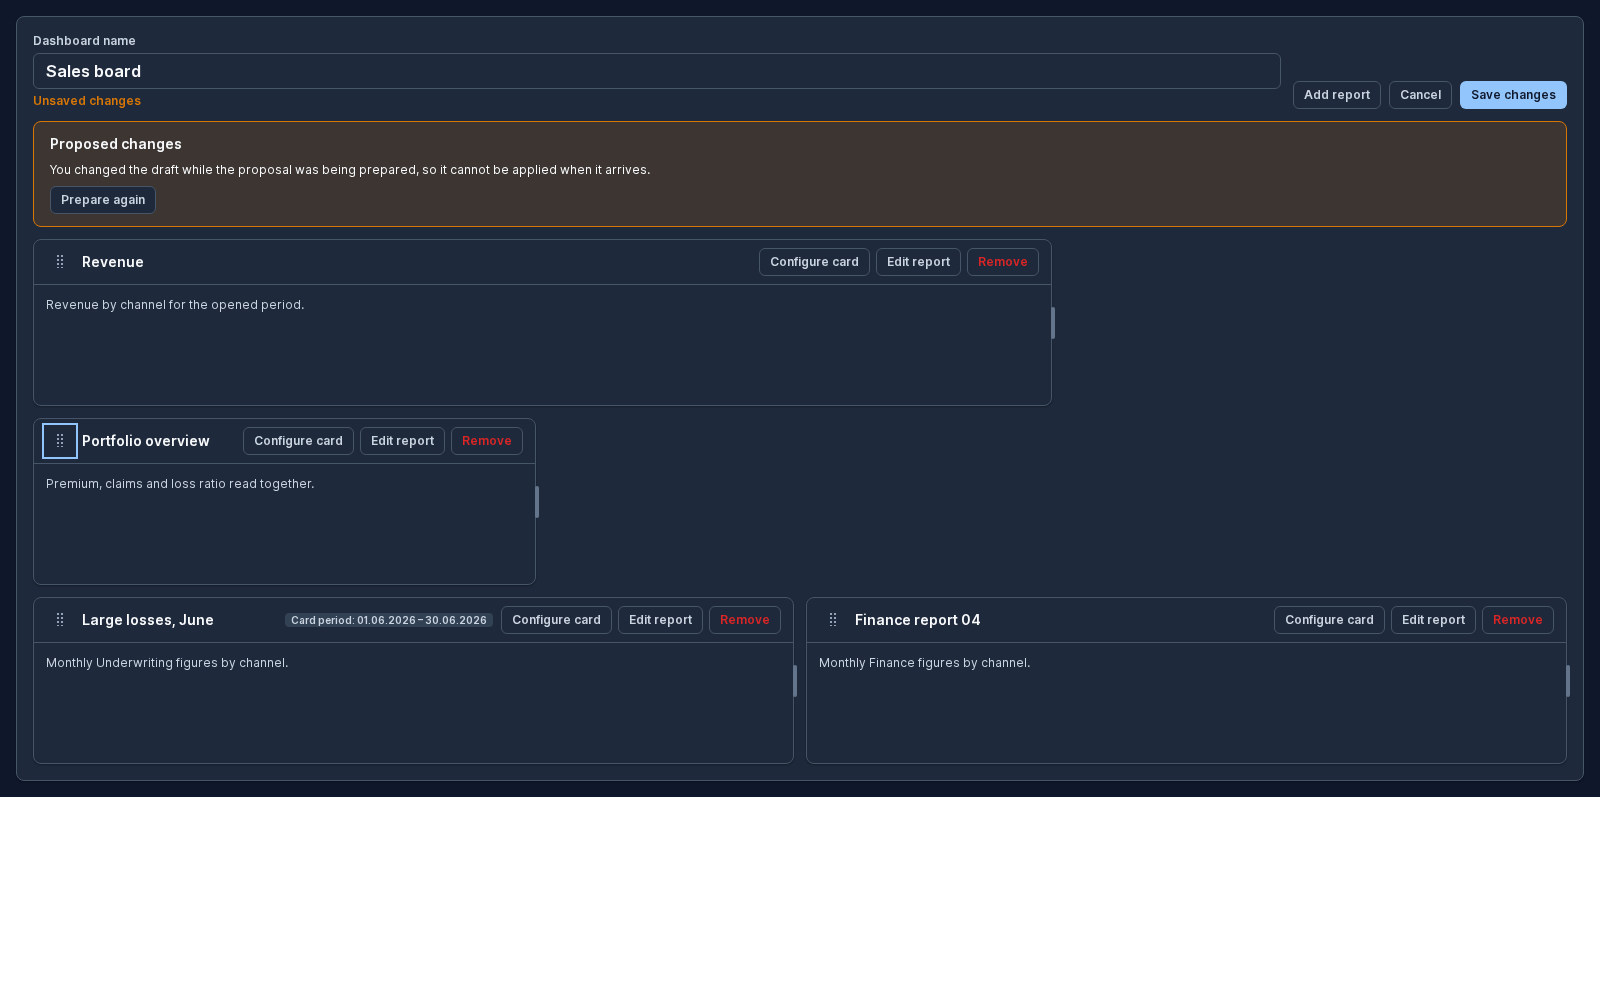 Dashboard name
Sales board
Unsaved changes
Add report
Cancel
Save changes
Proposed changes
You changed the draft while the proposal was being prepared, so it cannot be applied when it arrives.
Prepare again
Revenue
Configure card
Edit report
Remove
Revenue by channel for the opened period.
Portfolio overview
Configure card
Edit report
Remove
Premium, claims and loss ratio read together.
Large losses, June
Card period: 01.06.2026 – 30.06.2026
Configure card
Edit report
Remove
Monthly Underwriting figures by channel.
Finance report 04
Configure card
Edit report
Remove
Monthly Finance figures by channel.